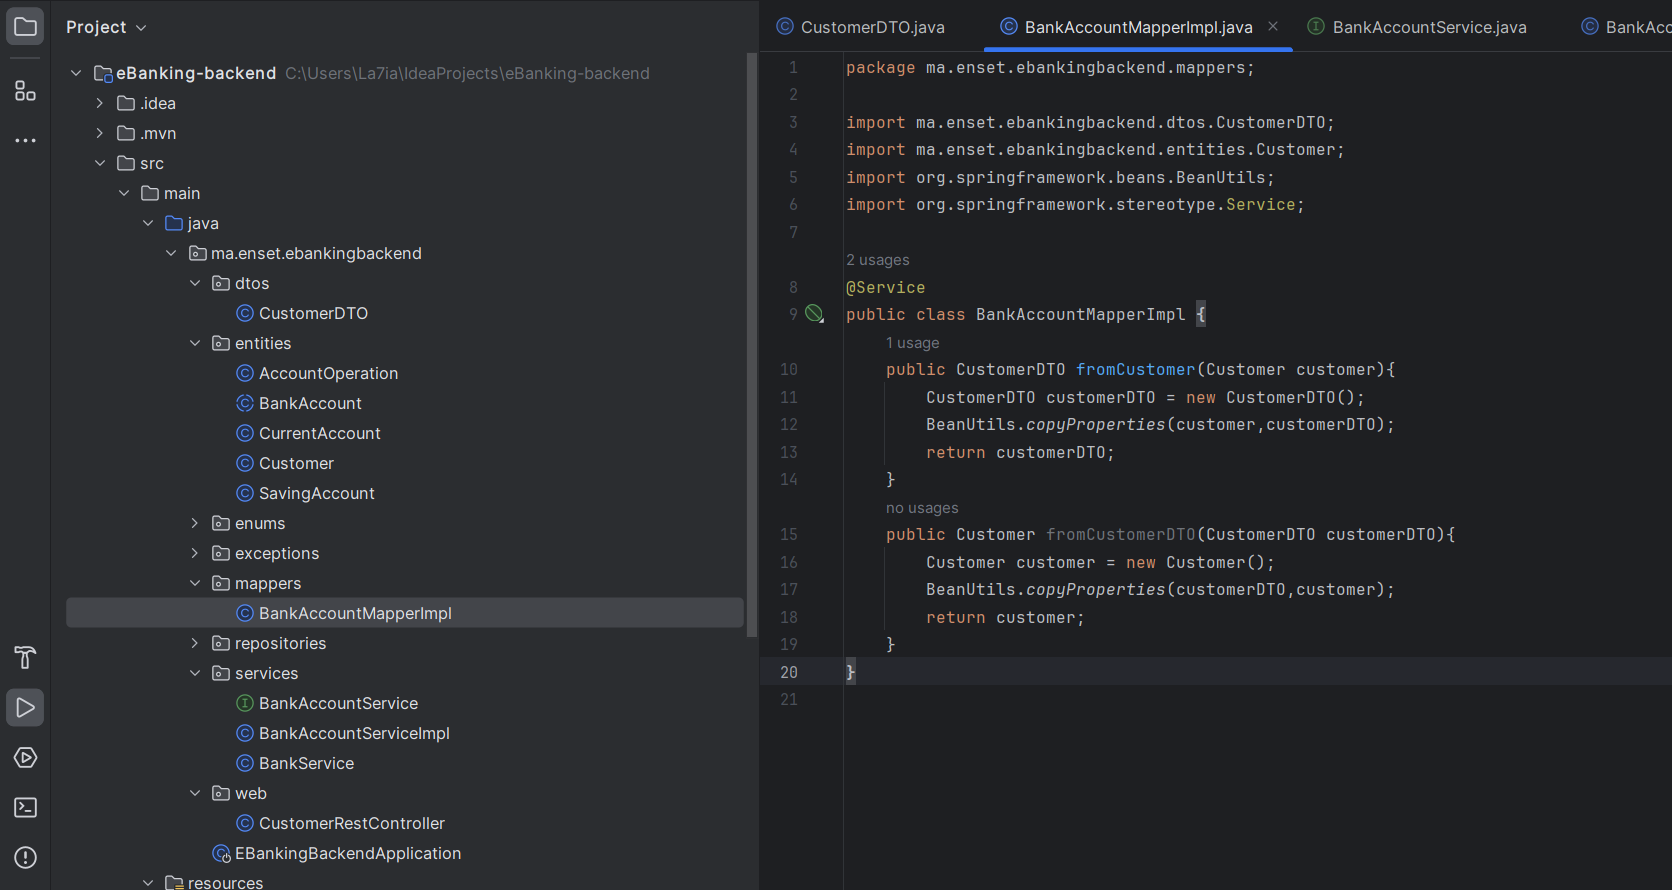 Project
eBanking-backend C:\Users\La7ia\IdeaProjects\eBanking-backend
.idea
.mvn
src
main
java
ma.enset.ebankingbackend
dtos
CustomerDTO
entities
AccountOperation
BankAccount
CurrentAccount
Customer
SavingAccount
enums
exceptions
mappers
BankAccountMapperImpl
repositories
services
BankAccountService
BankAccountServiceImpl
BankService
web
CustomerRestController
EBankingBackendApplication
resources
CustomerDTO.java BankAccountMapperImpl.java BankAccountService.java BankAcc
1 package ma.enset.ebankingbackend.mappers;
2
3 import ma.enset.ebankingbackend.dtos.CustomerDTO;
4 import ma.enset.ebankingbackend.entities.Customer;
5 import org.springframework.beans.BeanUtils;
6 import org.springframework.stereotype.Service;
7
2 usages
8 @Service
9 public class BankAccountMapperImpl {
1 usage
10 public CustomerDTO fromCustomer(Customer customer){
11 CustomerDTO customerDTO = new CustomerDTO();
12 BeanUtils.copyProperties(customer,customerDTO);
13 return customerDTO;
14 }
no usages
15 public Customer fromCustomerDTO(CustomerDTO customerDTO){
16 Customer customer = new Customer();
17 BeanUtils.copyProperties(customerDTO,customer);
18 return customer;
19 }
20 }
21